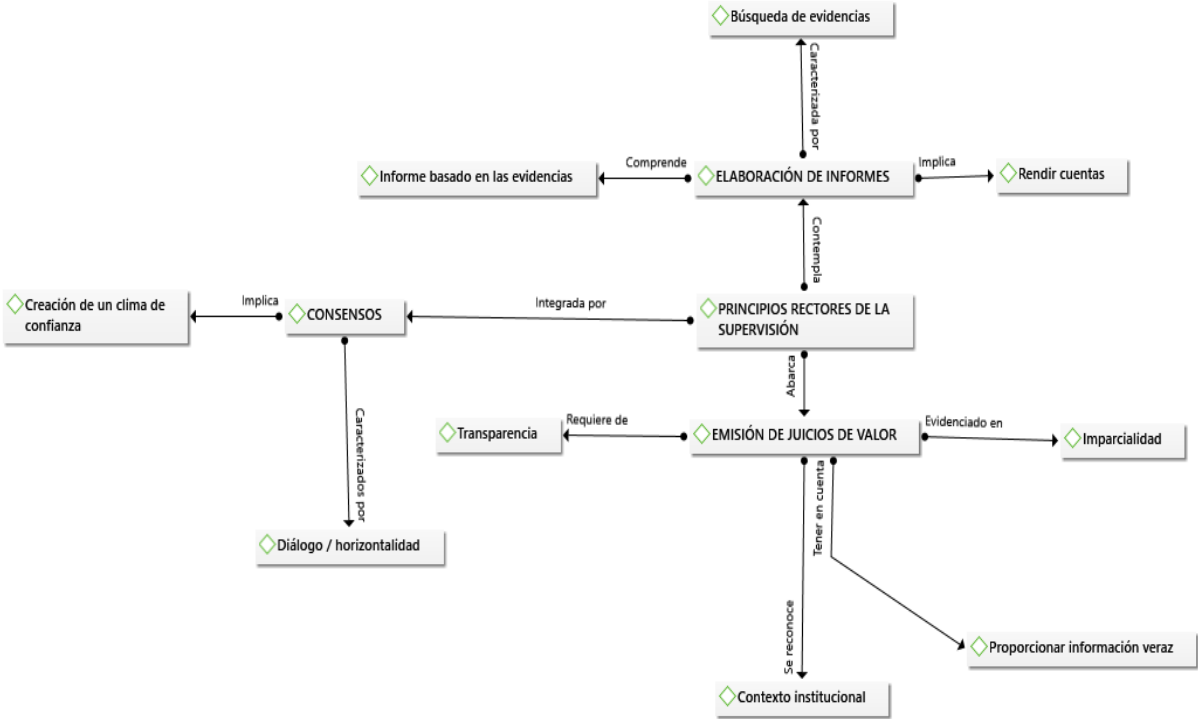 Búsqueda de evidencias
Caracterizada por
Comprende
Implica
Informe basado en las evidencias
ELABORACIÓN DE INFORMES
Rendir cuentas
Contempla
Creación de un clima de
confianza
Implica
CONSENSOS
Integrada por
PRINCIPIOS RECTORES DE LA
SUPERVISIÓN
Abarca
Caracterizados por
Transparencia
Requiere de
EMISIÓN DE JUICIOS DE VALOR
Evidenciado en
Imparcialidad
Tener en cuenta
Diálogo / horizontalidad
Se reconoce
Proporcionar información veraz
Contexto institucional